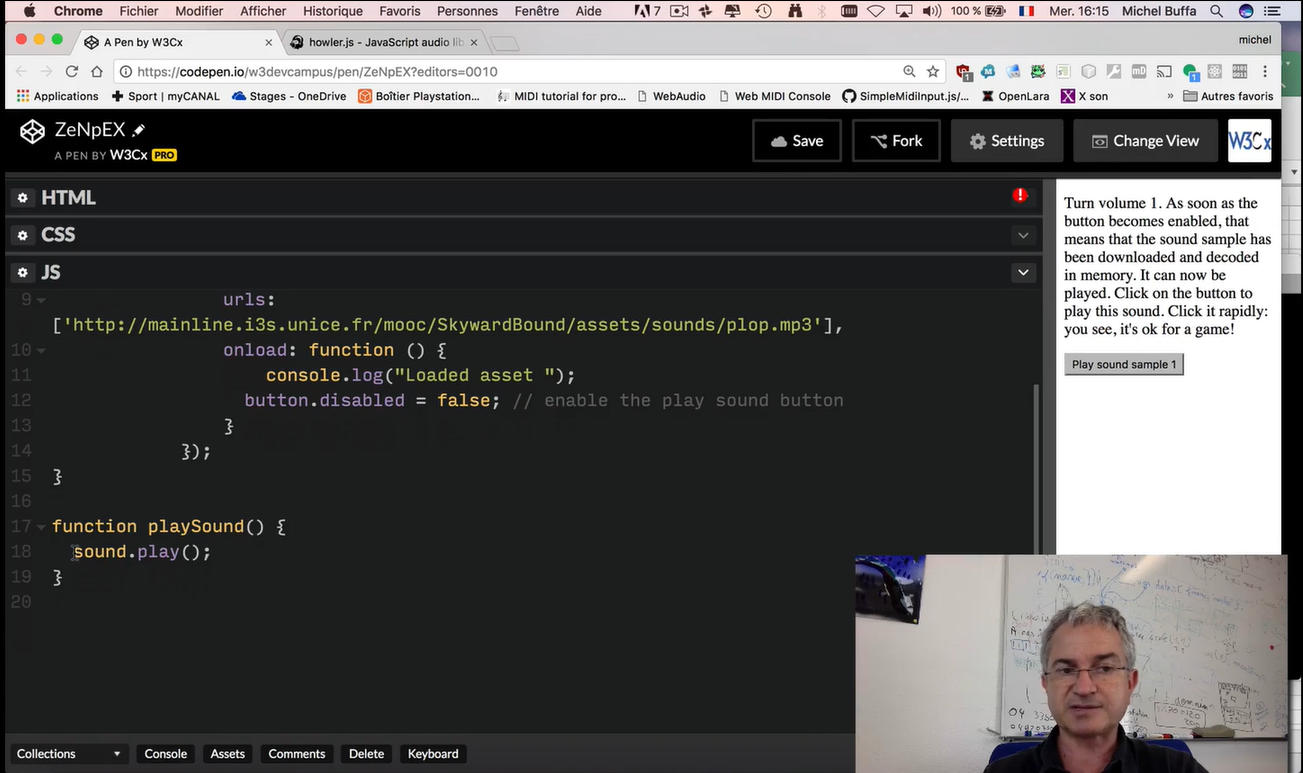 Chrome Fichier Modifier Afficher Historique Favoris Personnes Fenêtre Aide 7 100 % Mer. 16:15 Michel Buffa
A Pen by W3Cx howler.js - JavaScript audio lib michel
https://codepen.io/w3devcampus/pen/ZeNpEX?editors=0010
Applications Sport | myCANAL Stages - OneDrive Boîtier Playstation... MIDI tutorial for pro... WebAudio Web MIDI Console SimpleMidiInput.js/... OpenLara X son » Autres favoris
ZeNpEX
A PEN BY W3Cx PRO
Save Fork Settings Change View W3Cx
HTML
CSS
JS
9 urls:
['http://mainline.i3s.unice.fr/mooc/SkywardBound/assets/sounds/plop.mp3'],
10 onload: function () {
11 console.log("Loaded asset ");
12 button.disabled = false; // enable the play sound button
13 }
14 });
15 }
16
17 function playSound() {
18 sound.play();
19 }
20
Turn volume 1. As soon as the
button becomes enabled, that
means that the sound sample has
been downloaded and decoded
in memory. It can now be
played. Click on the button to
play this sound. Click it rapidly:
you see, it's ok for a game!
Play sound sample 1
Collections Console Assets Comments Delete Keyboard